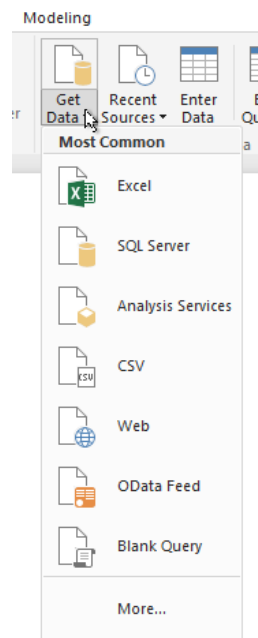 Modeling
Get Data
Recent Sources
Enter Data
Most Common
Excel
SQL Server
Analysis Services
CSV
CSV
Web
OData Feed
Blank Query
More...